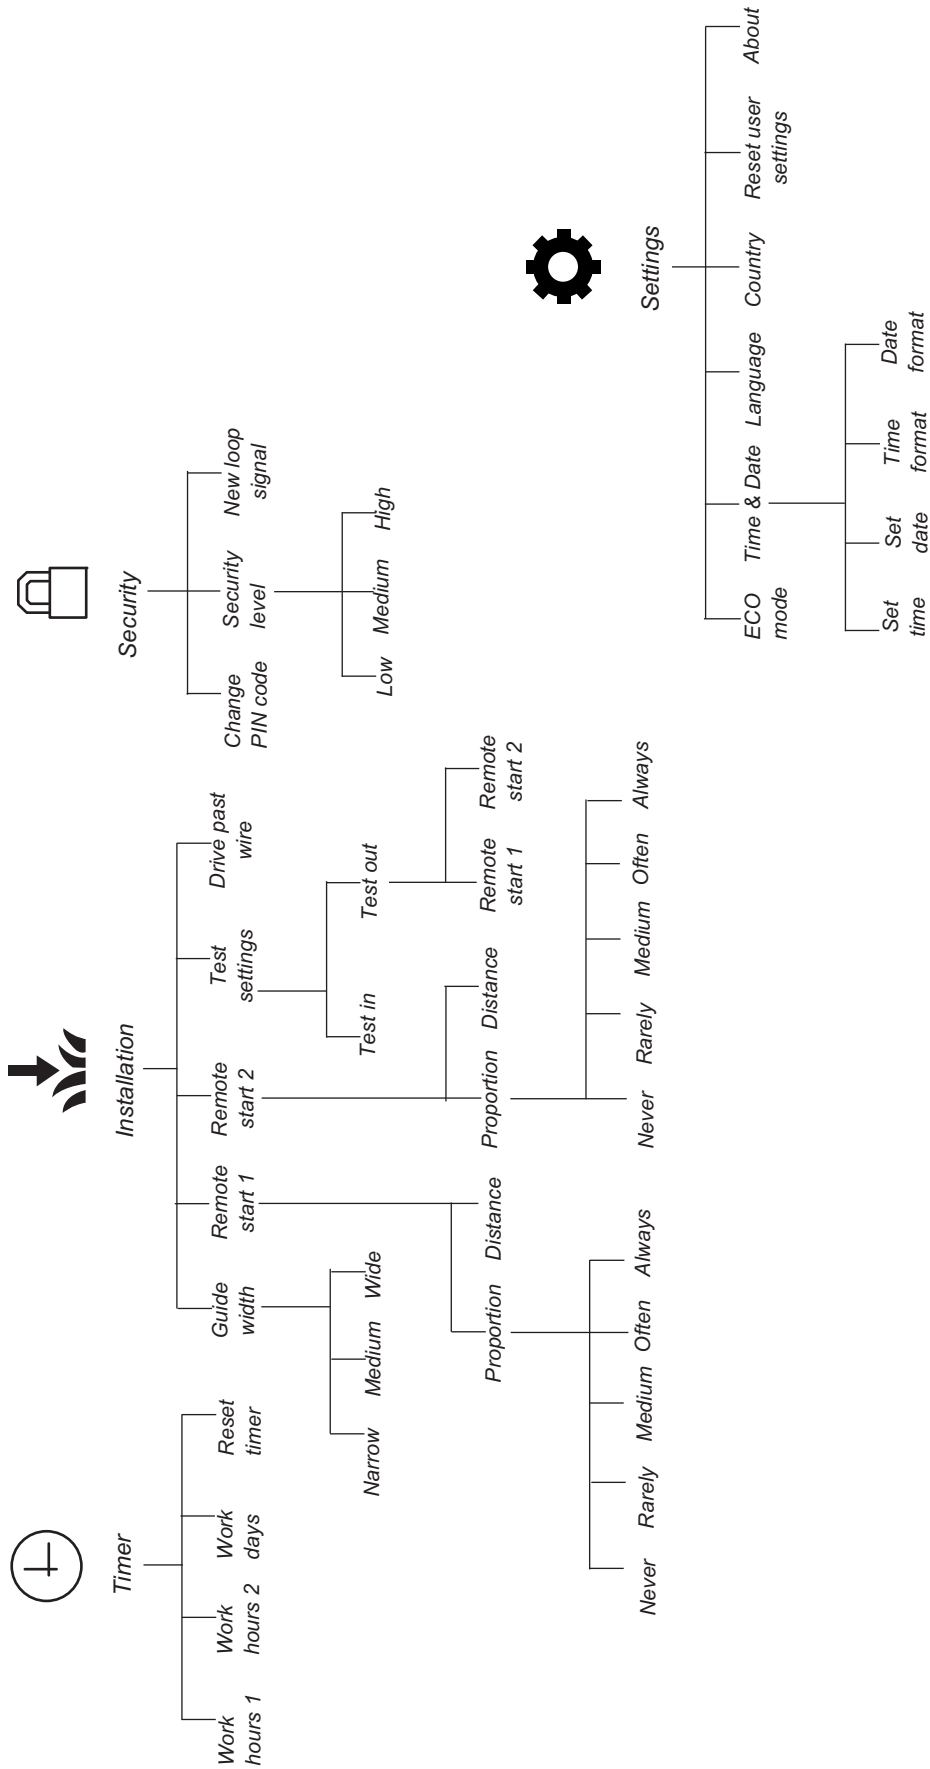 Timer
Work
hours 1
Work
hours 2
Work
days
Reset
timer
Installation
Guide
width
Remote
start 1
Remote
start 2
Test
settings
Drive past
wire
Narrow
Medium
Wide
Test in
Test out
Proportion
Distance
Proportion
Distance
Remote
start 1
Remote
start 2
Never
Rarely
Medium
Often
Always
Never
Rarely
Medium
Often
Always
Security
Change
PIN code
Security
level
New loop
signal
Low
Medium
High
Settings
ECO
mode
Time & Date
Language
Country
Reset user
settings
About
Set
time
Set
date
Time
format
Date
format